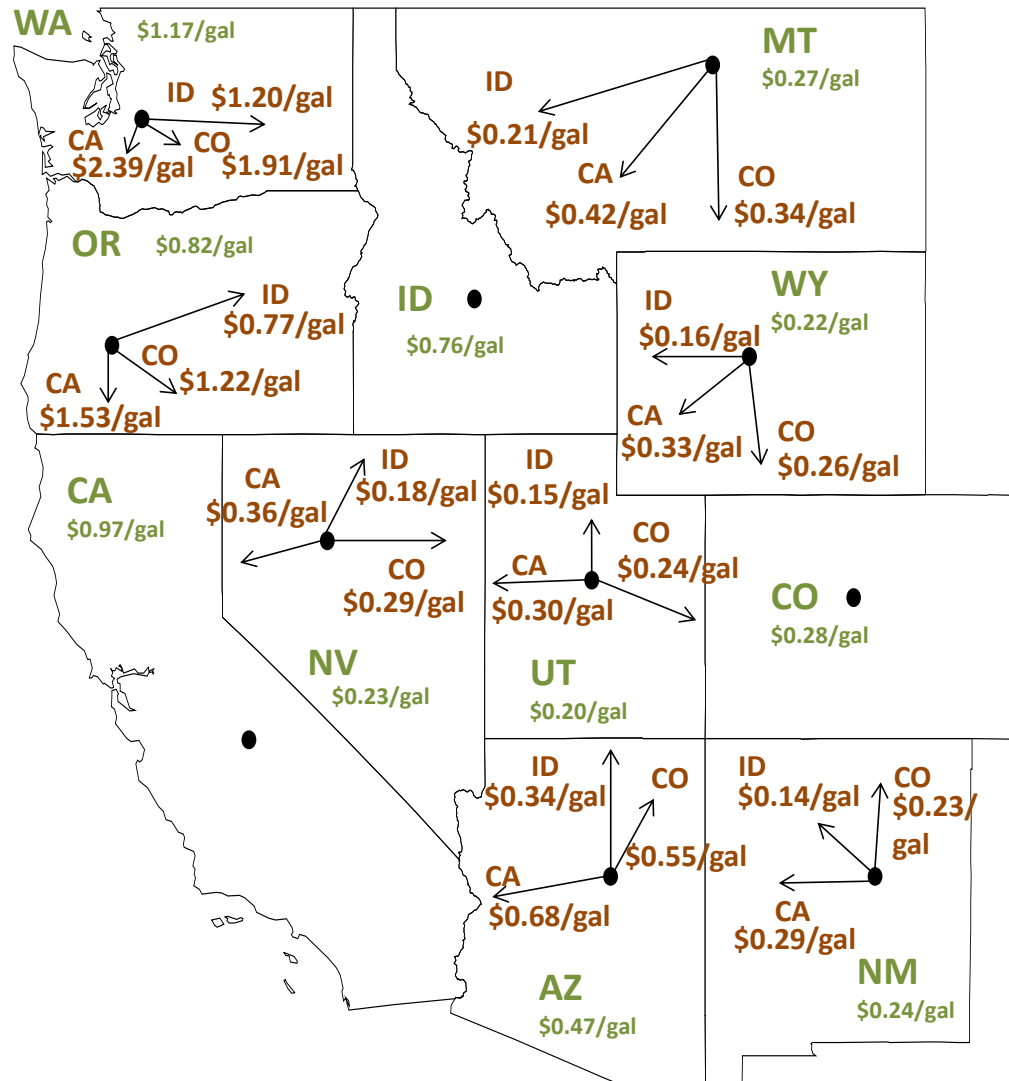 WA
$1.17/gal
ID
$1.20/gal
CA
$2.39/gal
CO
$1.91/gal
MT
$0.27/gal
ID
$0.21/gal
CA
$0.42/gal
CO
$0.34/gal
OR
$0.82/gal
ID
$0.77/gal
CO
$1.22/gal
CA
$1.53/gal
ID
$0.76/gal
WY
$0.22/gal
ID
$0.16/gal
CA
$0.33/gal
CO
$0.26/gal
CA
$0.97/gal
CA
$0.36/gal
ID
$0.18/gal
CO
$0.29/gal
NV
$0.23/gal
ID
$0.15/gal
CO
$0.24/gal
CA
$0.30/gal
UT
$0.20/gal
CO
$0.28/gal
ID
$0.34/gal
CO
$0.55/gal
CA
$0.68/gal
AZ
$0.47/gal
ID
$0.14/gal
CO
$0.23/
gal
CA
$0.29/gal
NM
$0.24/gal